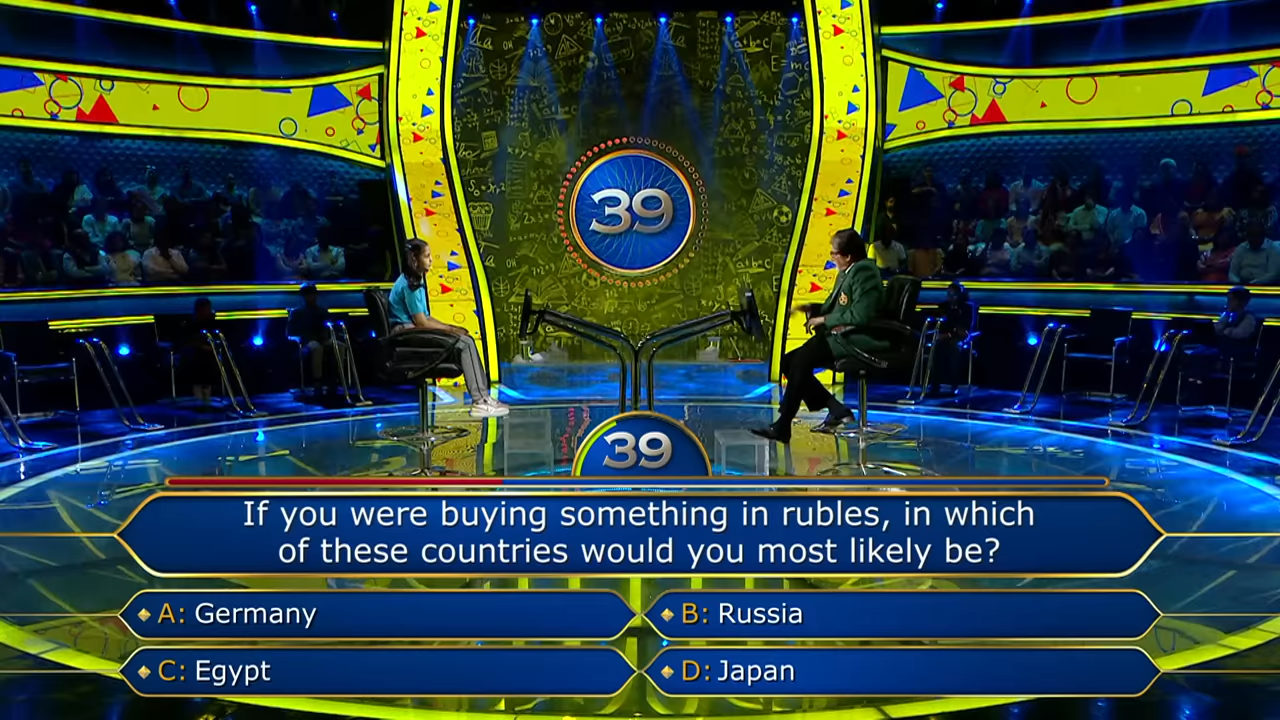 39
39
If you were buying something in rubles, in which
of these countries would you most likely be?
A: Germany
B: Russia
C: Egypt
D: Japan